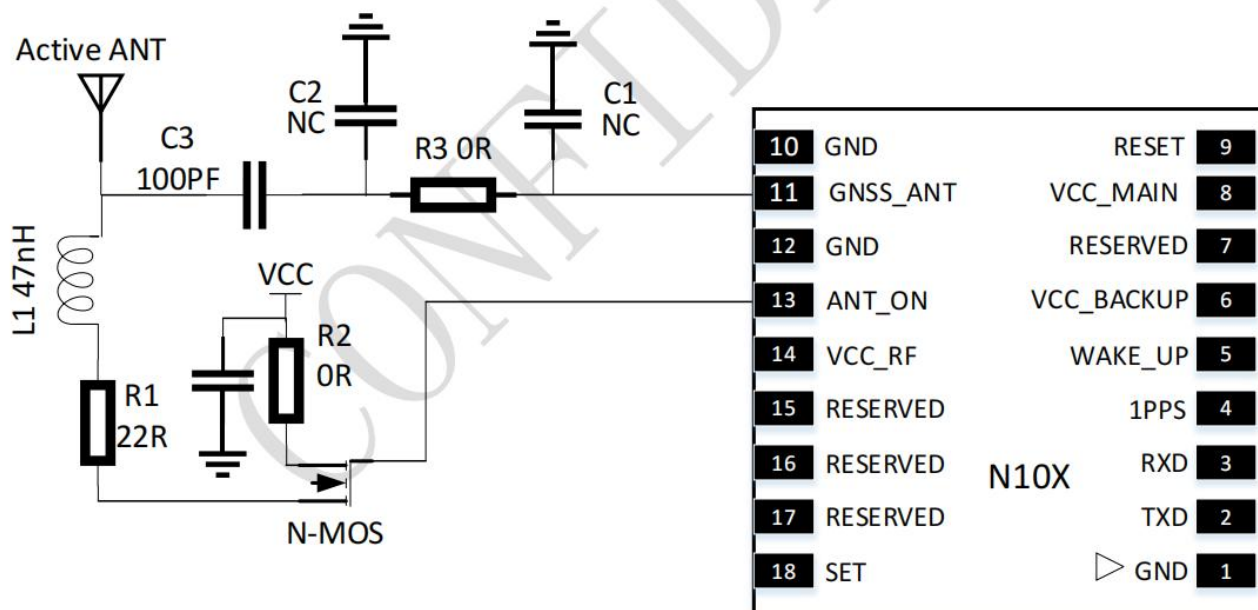 Active ANT
C3
100PF
C2
NC
R3 0R
C1
NC
L1 47nH
VCC
R2
0R
R1
22R
N-MOS
10 GND
11 GNSS_ANT
12 GND
13 ANT_ON
14 VCC_RF
15 RESERVED
16 RESERVED
17 RESERVED
18 SET
N10X
RESET 9
VCC_MAIN 8
RESERVED 7
VCC_BACKUP 6
WAKE_UP 5
1PPS 4
RXD 3
TXD 2
GND 1